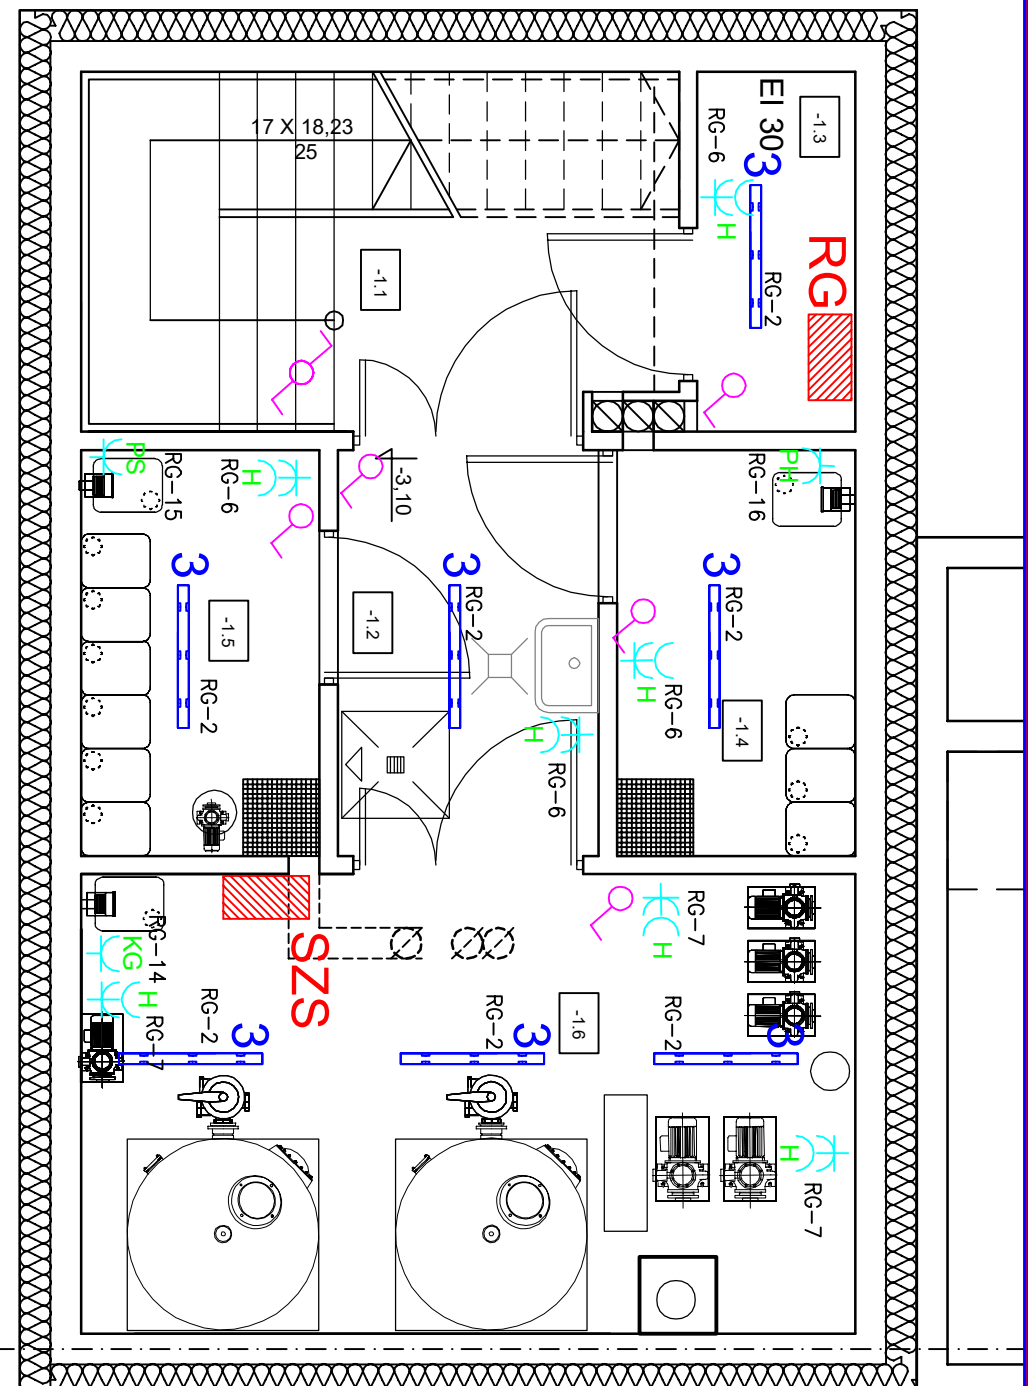 17 X 18,23
25
EI 30
-1.3
RG-6
3
H
RG-2
RG
-1.1
-3,10
PS
RG-15
RG-6
H
PH
RG-16
3
-1.5
RG-2
3
RG-2
-1.2
3
RG-2
RG-6
H
-1.4
H
RG-6
RG-14
KG
H
RG-7
RG-2
3
SZS
RG-2
3
-1.6
RG-7
H
RG-2
3
H
RG-7